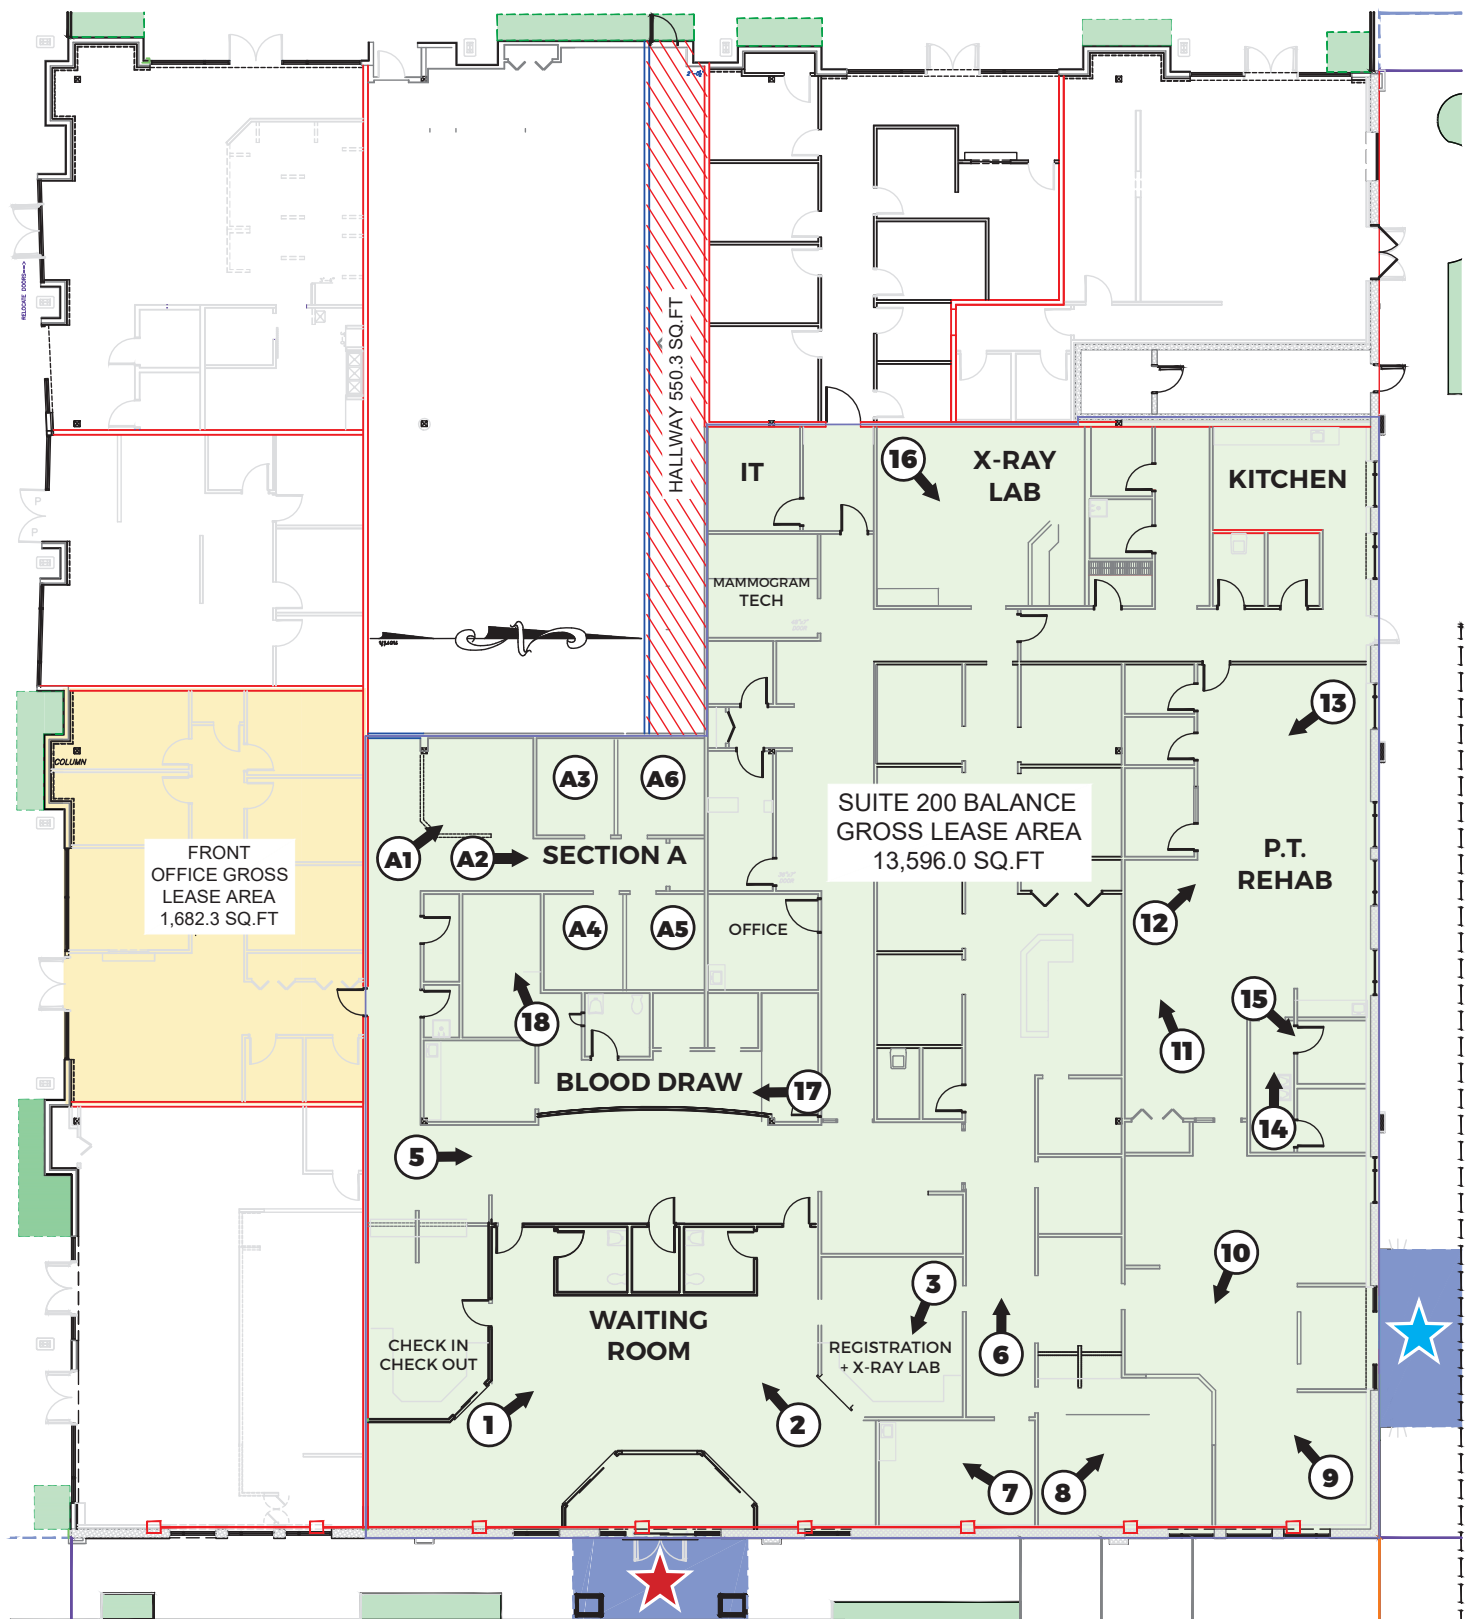 RELOCATE DOORS==>
HALLWAY 550.3 SQ.FT
IT
16
X-RAY
LAB
KITCHEN
P
P
MAMMOGRAM
TECH
north
13
COLUMN
A3
A6
SUITE 200 BALANCE
GROSS LEASE AREA
13,596.0 SQ.FT
FRONT
OFFICE GROSS
LEASE AREA
1,682.3 SQ.FT
A1
A2
SECTION A
P.T.
REHAB
A4
A5
OFFICE
12
15
18
11
BLOOD DRAW
17
14
5
10
3
WAITING
ROOM
CHECK IN
CHECK OUT
REGISTRATION
+ X-RAY LAB
6
1
2
7
8
9